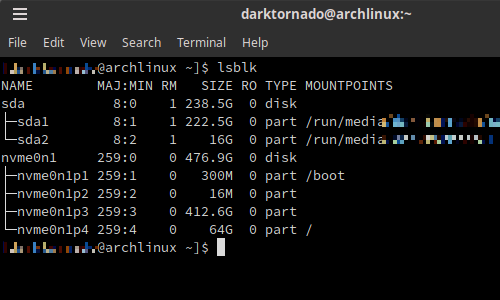 darktornado@archlinux:~
File Edit View Search Terminal Help
@archlinux ~]$ lsblk
NAME MAJ:MIN RM SIZE RO TYPE MOUNTPOINTS
sda 8:0 1 238.5G 0 disk
├─sda1 8:1 1 222.5G 0 part /run/media
└─sda2 8:2 1 16G 0 part /run/media
nvme0n1 259:0 0 476.9G 0 disk
├─nvme0n1p1 259:1 0 300M 0 part /boot
├─nvme0n1p2 259:2 0 16M 0 part
├─nvme0n1p3 259:3 0 412.6G 0 part
└─nvme0n1p4 259:4 0 64G 0 part /
@archlinux ~]$